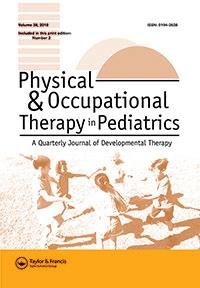 Volume 38, 2018
ISSN: 0194-2638
Included in this print edition:
Number 2
Physical
& Occupational
Therapy in Pediatrics
A Quarterly Journal of Developmental Therapy
Taylor & Francis
Taylor & Francis Group